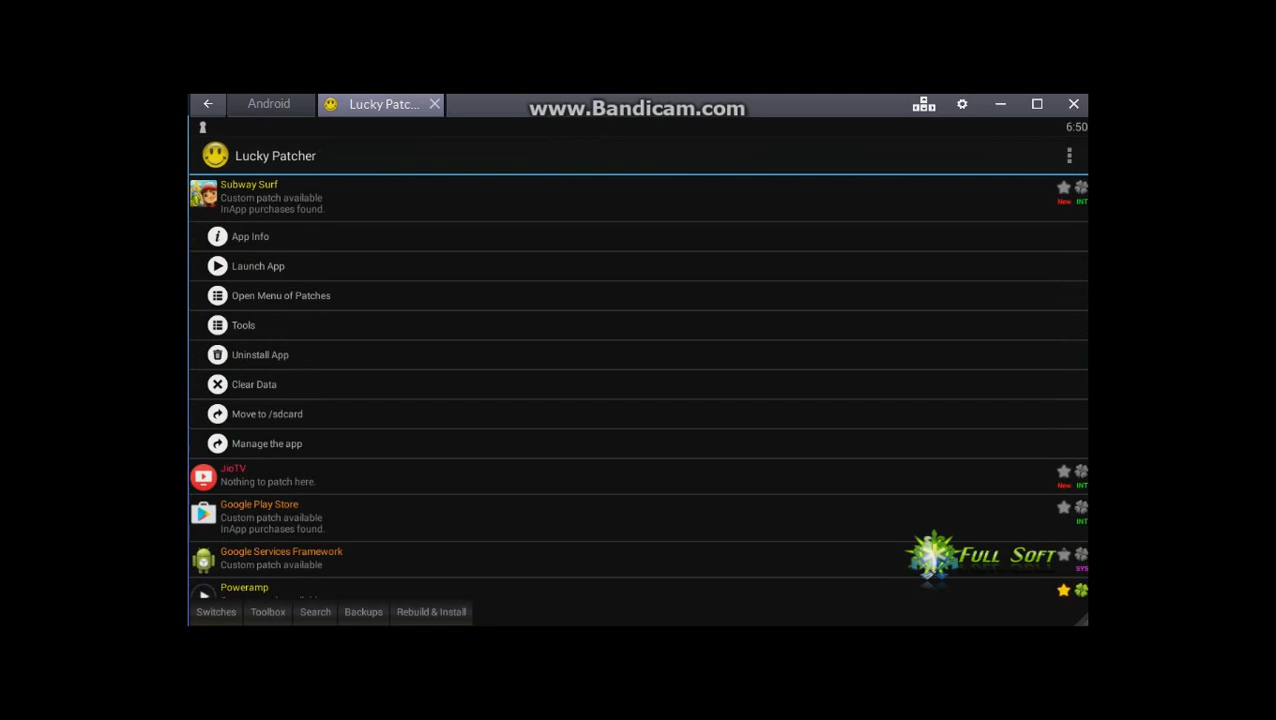 Android
Lucky Patc...
www.Bandicam.com
6:50
Lucky Patcher
Subway Surf
Custom patch available
InApp purchases found.
New INT
App Info
Launch App
Open Menu of Patches
Tools
Uninstall App
Clear Data
Move to /sdcard
Manage the app
JioTV
Nothing to patch here.
New INT
Google Play Store
Custom patch available
InApp purchases found.
INT
Google Services Framework
Custom patch available
SYS
FULL SOFT
Poweramp
Switches
Toolbox
Search
Backups
Rebuild & Install